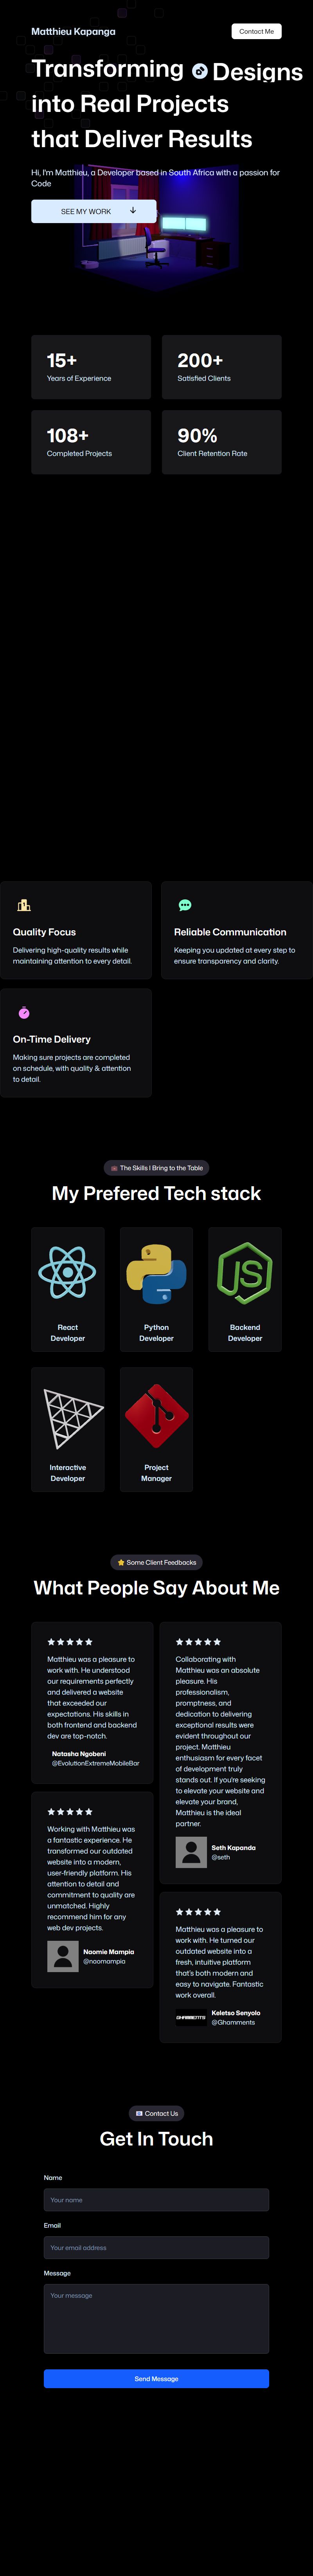 Matthieu Kapanga
Contact Me
Transforming Designs
into Real Projects
that Deliver Results
Hi, I'm Matthieu, a Developer based in South Africa with a passion for
Code
SEE MY WORK
15+
Years of Experience
200+
Satisfied Clients
108+
Completed Projects
90%
Client Retention Rate
Quality Focus
Delivering high-quality results while
maintaining attention to every detail.
Reliable Communication
Keeping you updated at every step to
ensure transparency and clarity.
On-Time Delivery
Making sure projects are completed
on schedule, with quality & attention
to detail.
The Skills I Bring to the Table
My Prefered Tech stack
React
Developer
Python
Developer
JS
Backend
Developer
Interactive
Developer
Project
Manager
Some Client Feedbacks
What People Say About Me
Matthieu was a pleasure to
work with. He understood
our requirements perfectly
and delivered a website
that exceeded our
expectations. His skills in
both frontend and backend
dev are top-notch.
Natasha Ngobeni
@EvolutionExtremeMobileBar
Working with Matthieu was
a fantastic experience. He
transformed our outdated
website into a modern,
user-friendly platform. His
attention to detail and
commitment to quality are
unmatched. Highly
recommend him for any
web dev projects.
Naomie Mampia
@naomampia
Collaborating with
Matthieu was an absolute
pleasure. His
professionalism,
promptness, and
dedication to delivering
exceptional results were
evident throughout our
project. Matthieu
enthusiasm for every facet
of development truly
stands out. If you're seeking
to elevate your website and
elevate your brand,
Matthieu is the ideal
partner.
Seth Kapanda
@seth
Matthieu was a pleasure to
work with. He turned our
outdated website into a
fresh, intuitive platform
that's both modern and
easy to navigate. Fantastic
work overall.
GHAMMENTS
Keletso Senyolo
@Ghamments
Contact Us
Get In Touch
Name
Your name
Email
Your email address
Message
Your message
Send Message